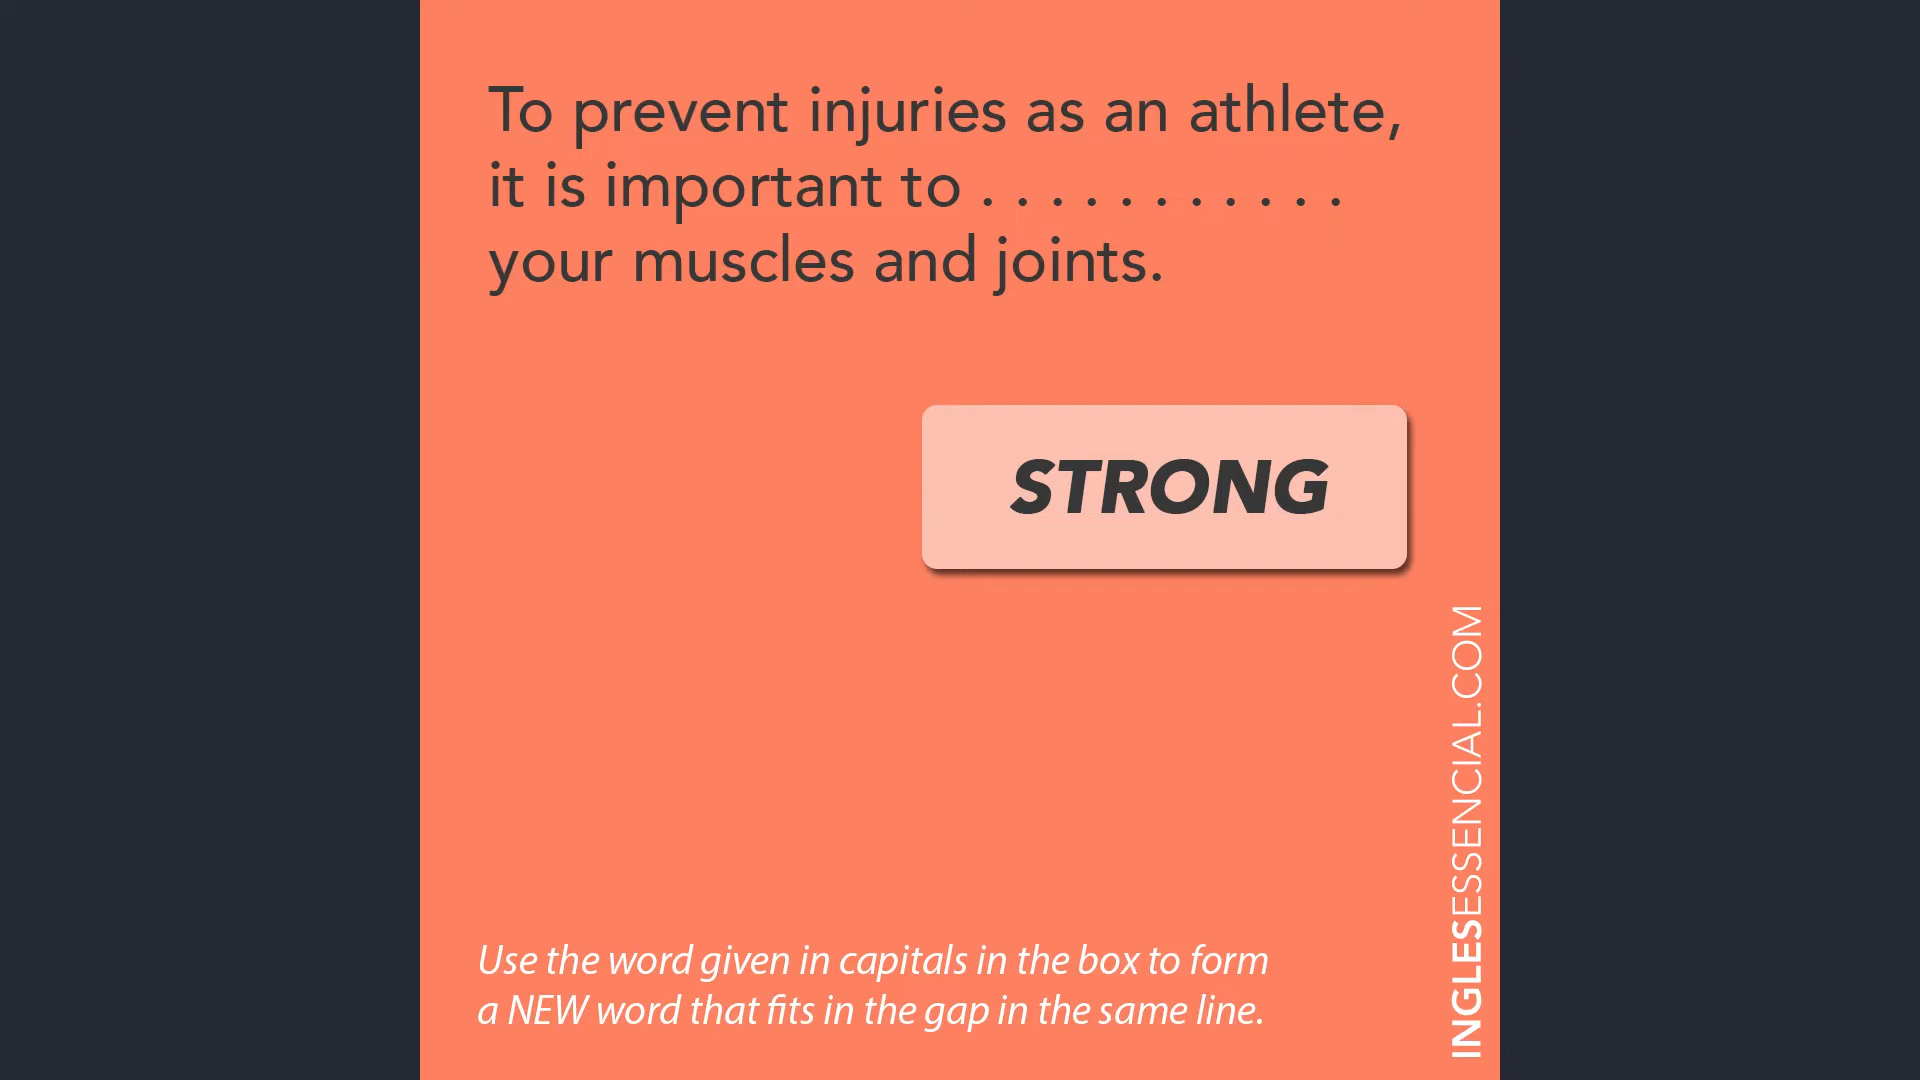 To prevent injuries as an athlete,
it is important to . . . . . . . . . . .
your muscles and joints.
STRONG
Use the word given in capitals in the box to form
a NEW word that fits in the gap in the same line.
INGLESESSENCIAL.COM